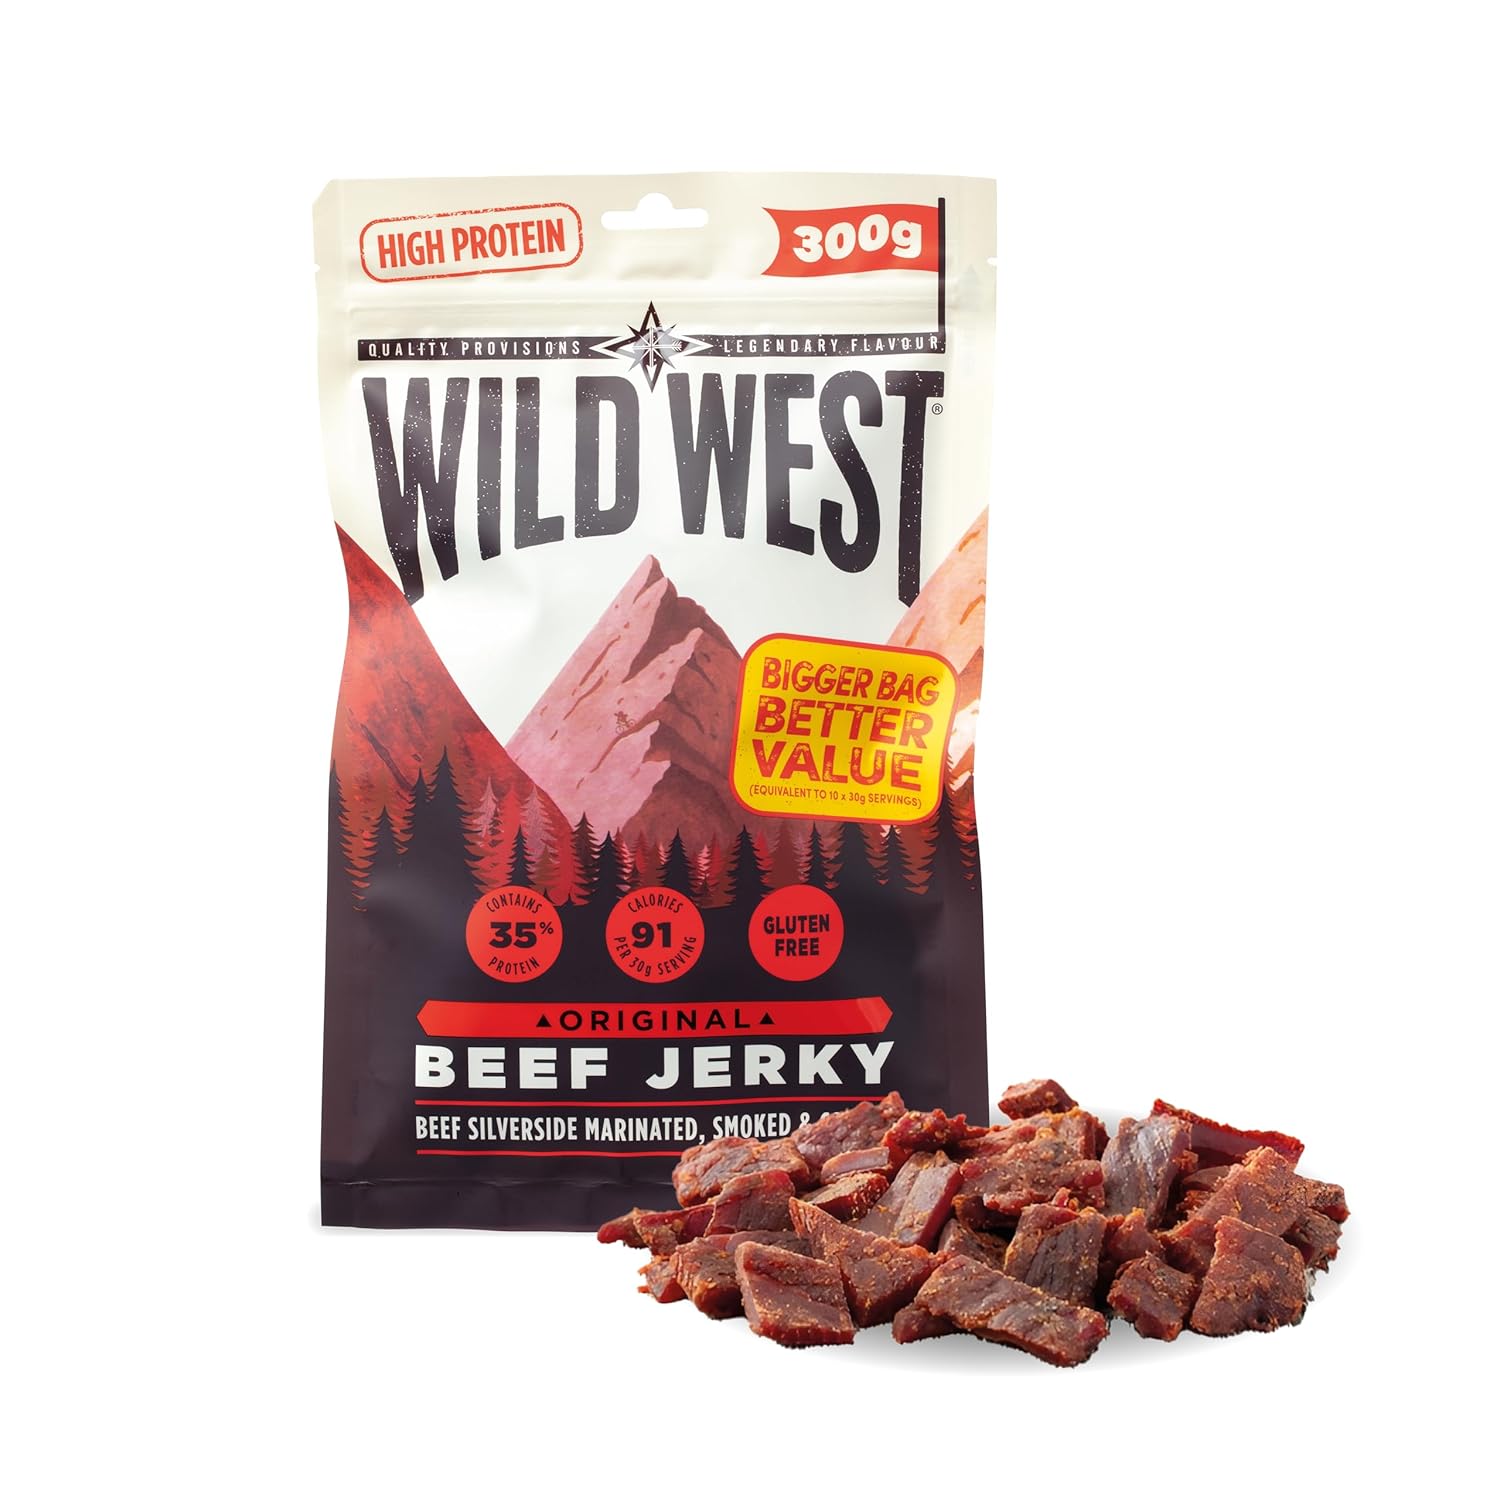 HIGH PROTEIN
300g
QUALITY PROVISIONS LEGENDARY FLAVOUR
WILD WEST®
BIGGER BAG
BETTER
VALUE
(EQUIVALENT TO 10 x 30g SERVINGS)
CONTAINS
35%
PROTEIN
CALORIES
91
PER 30g SERVING
GLUTEN
FREE
ORIGINAL
BEEF JERKY
BEEF SILVERSIDE MARINATED, SMOKED &